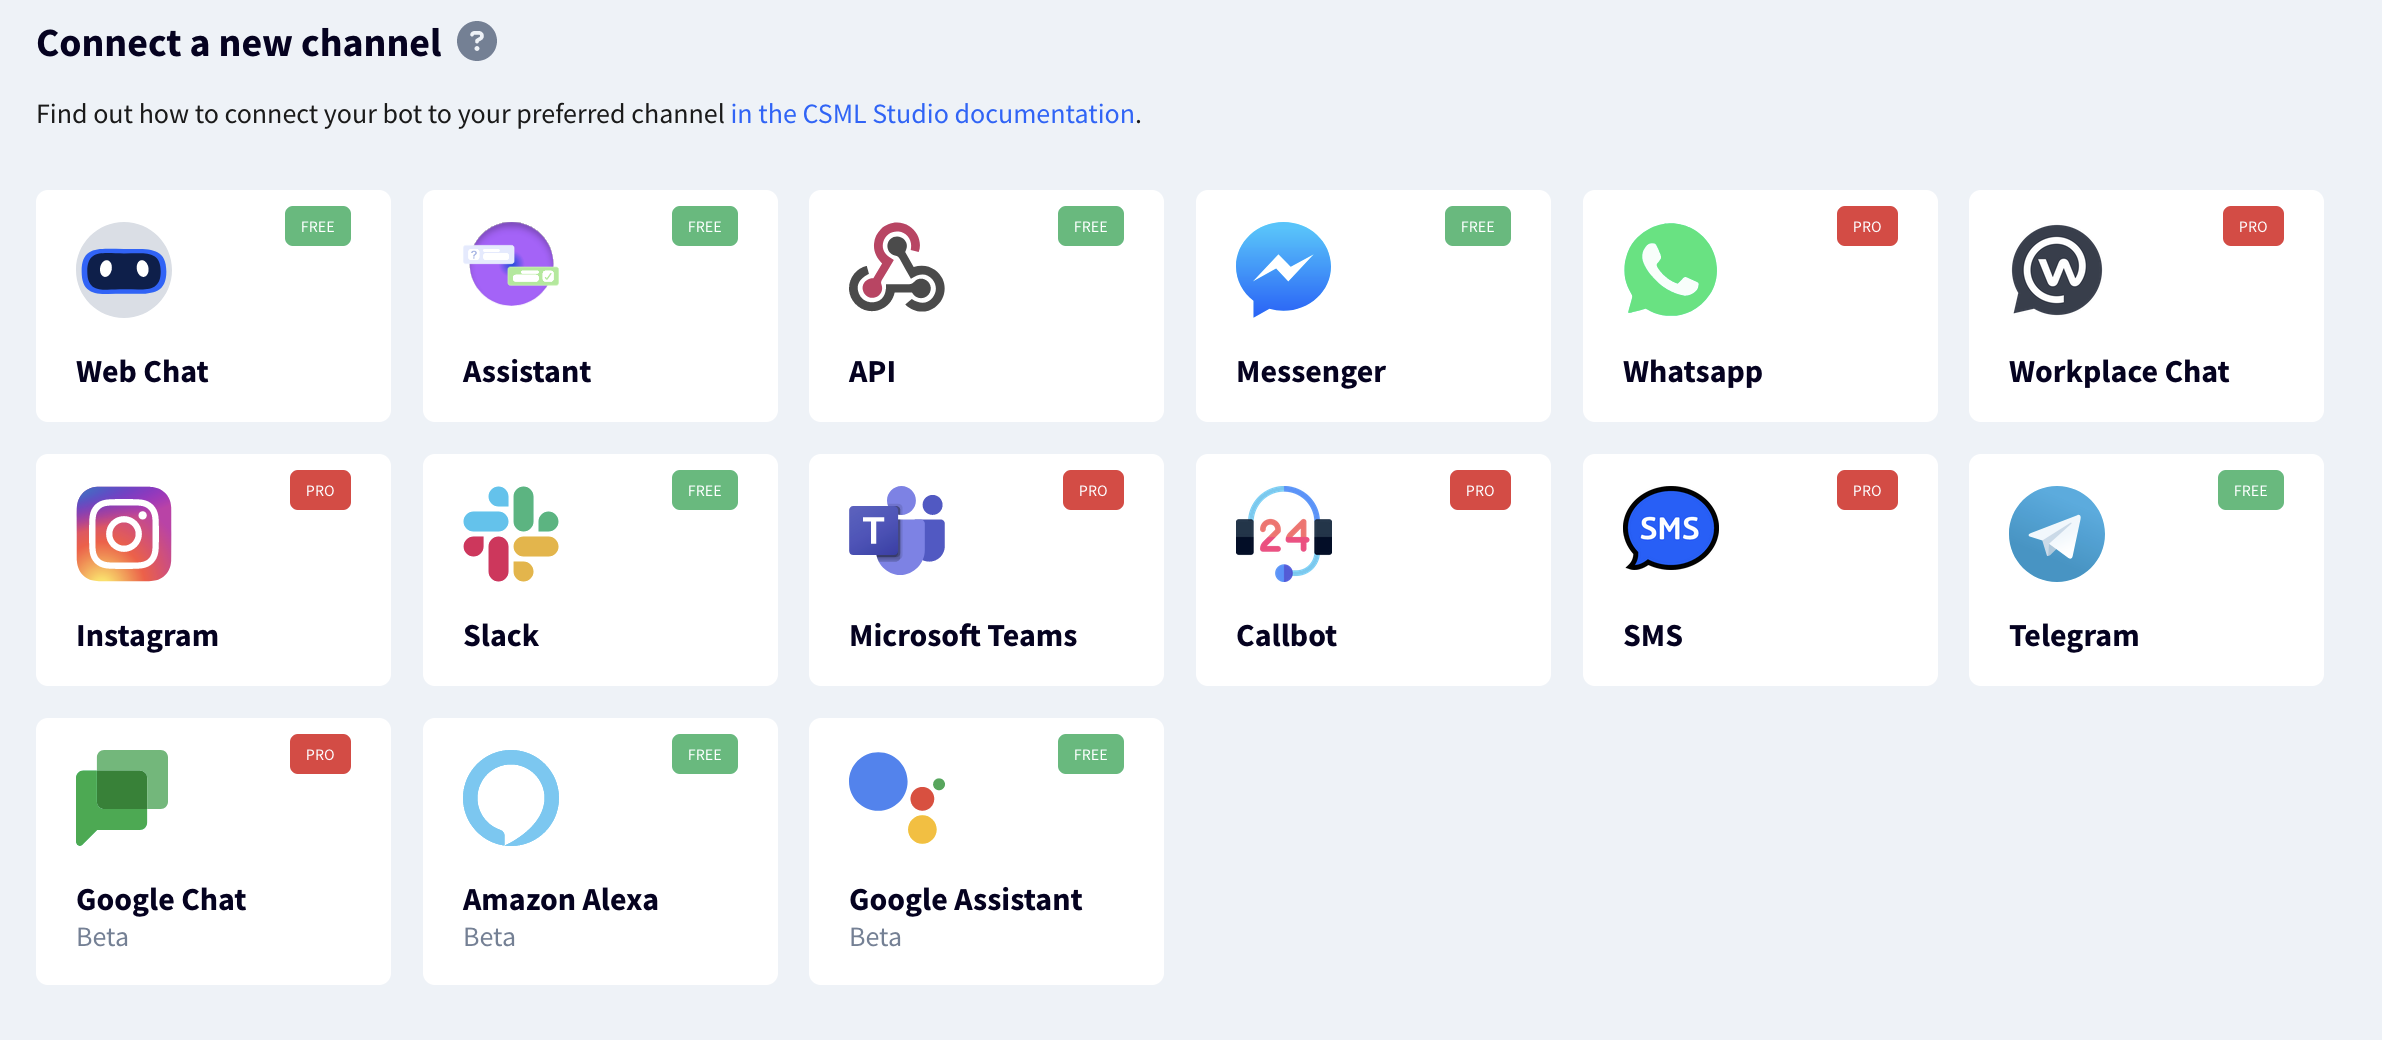 Connect a new channel ?
Find out how to connect your bot to your preferred channel in the CSML Studio documentation.
FREE
Web Chat
FREE
?
Assistant
FREE
API
FREE
Messenger
PRO
Whatsapp
PRO
W
Workplace Chat
PRO
Instagram
FREE
Slack
PRO
T
Microsoft Teams
PRO
24
Callbot
PRO
SMS
SMS
FREE
Telegram
PRO
Google Chat
Beta
FREE
Amazon Alexa
Beta
FREE
Google Assistant
Beta